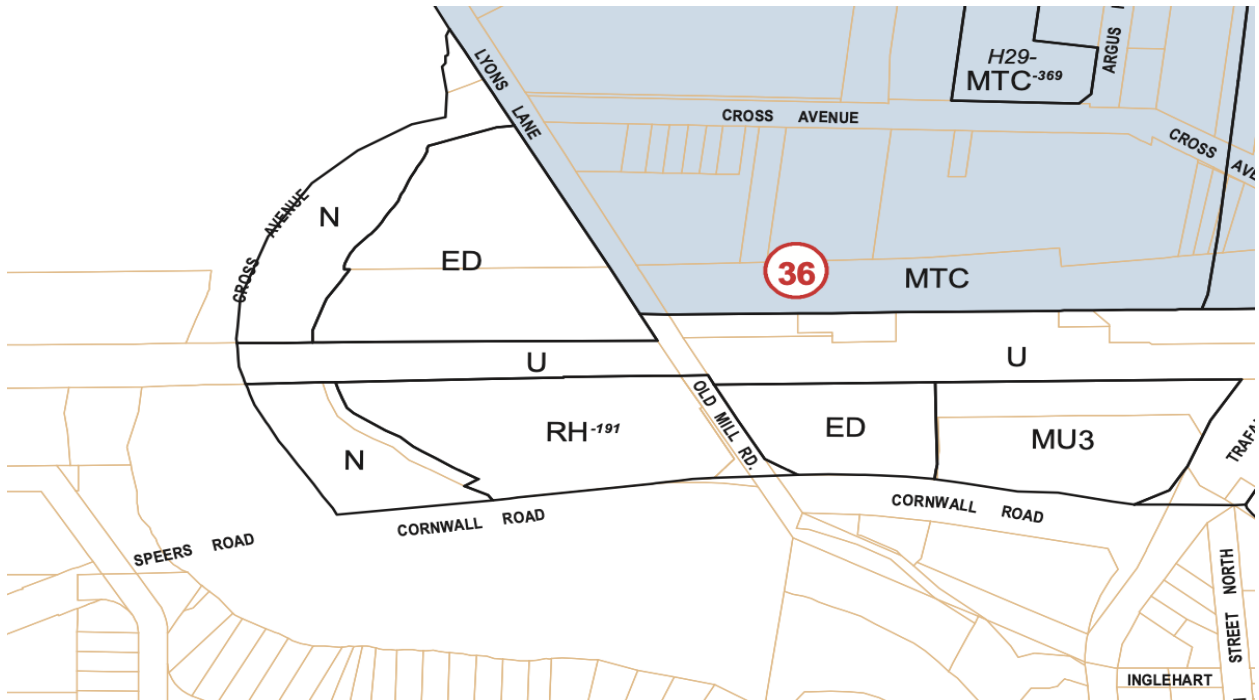 H29-
MTC-369
ARGUS
LYONS LANE
CROSS AVENUE
CROSS
CROSS AVENUE
N
ED
36
MTC
U
U
OLD MILL RD.
RH-191
ED
MU3
N
CORNWALL ROAD
CORNWALL ROAD
SPEERS ROAD
STREET NORTH
INGLEHART